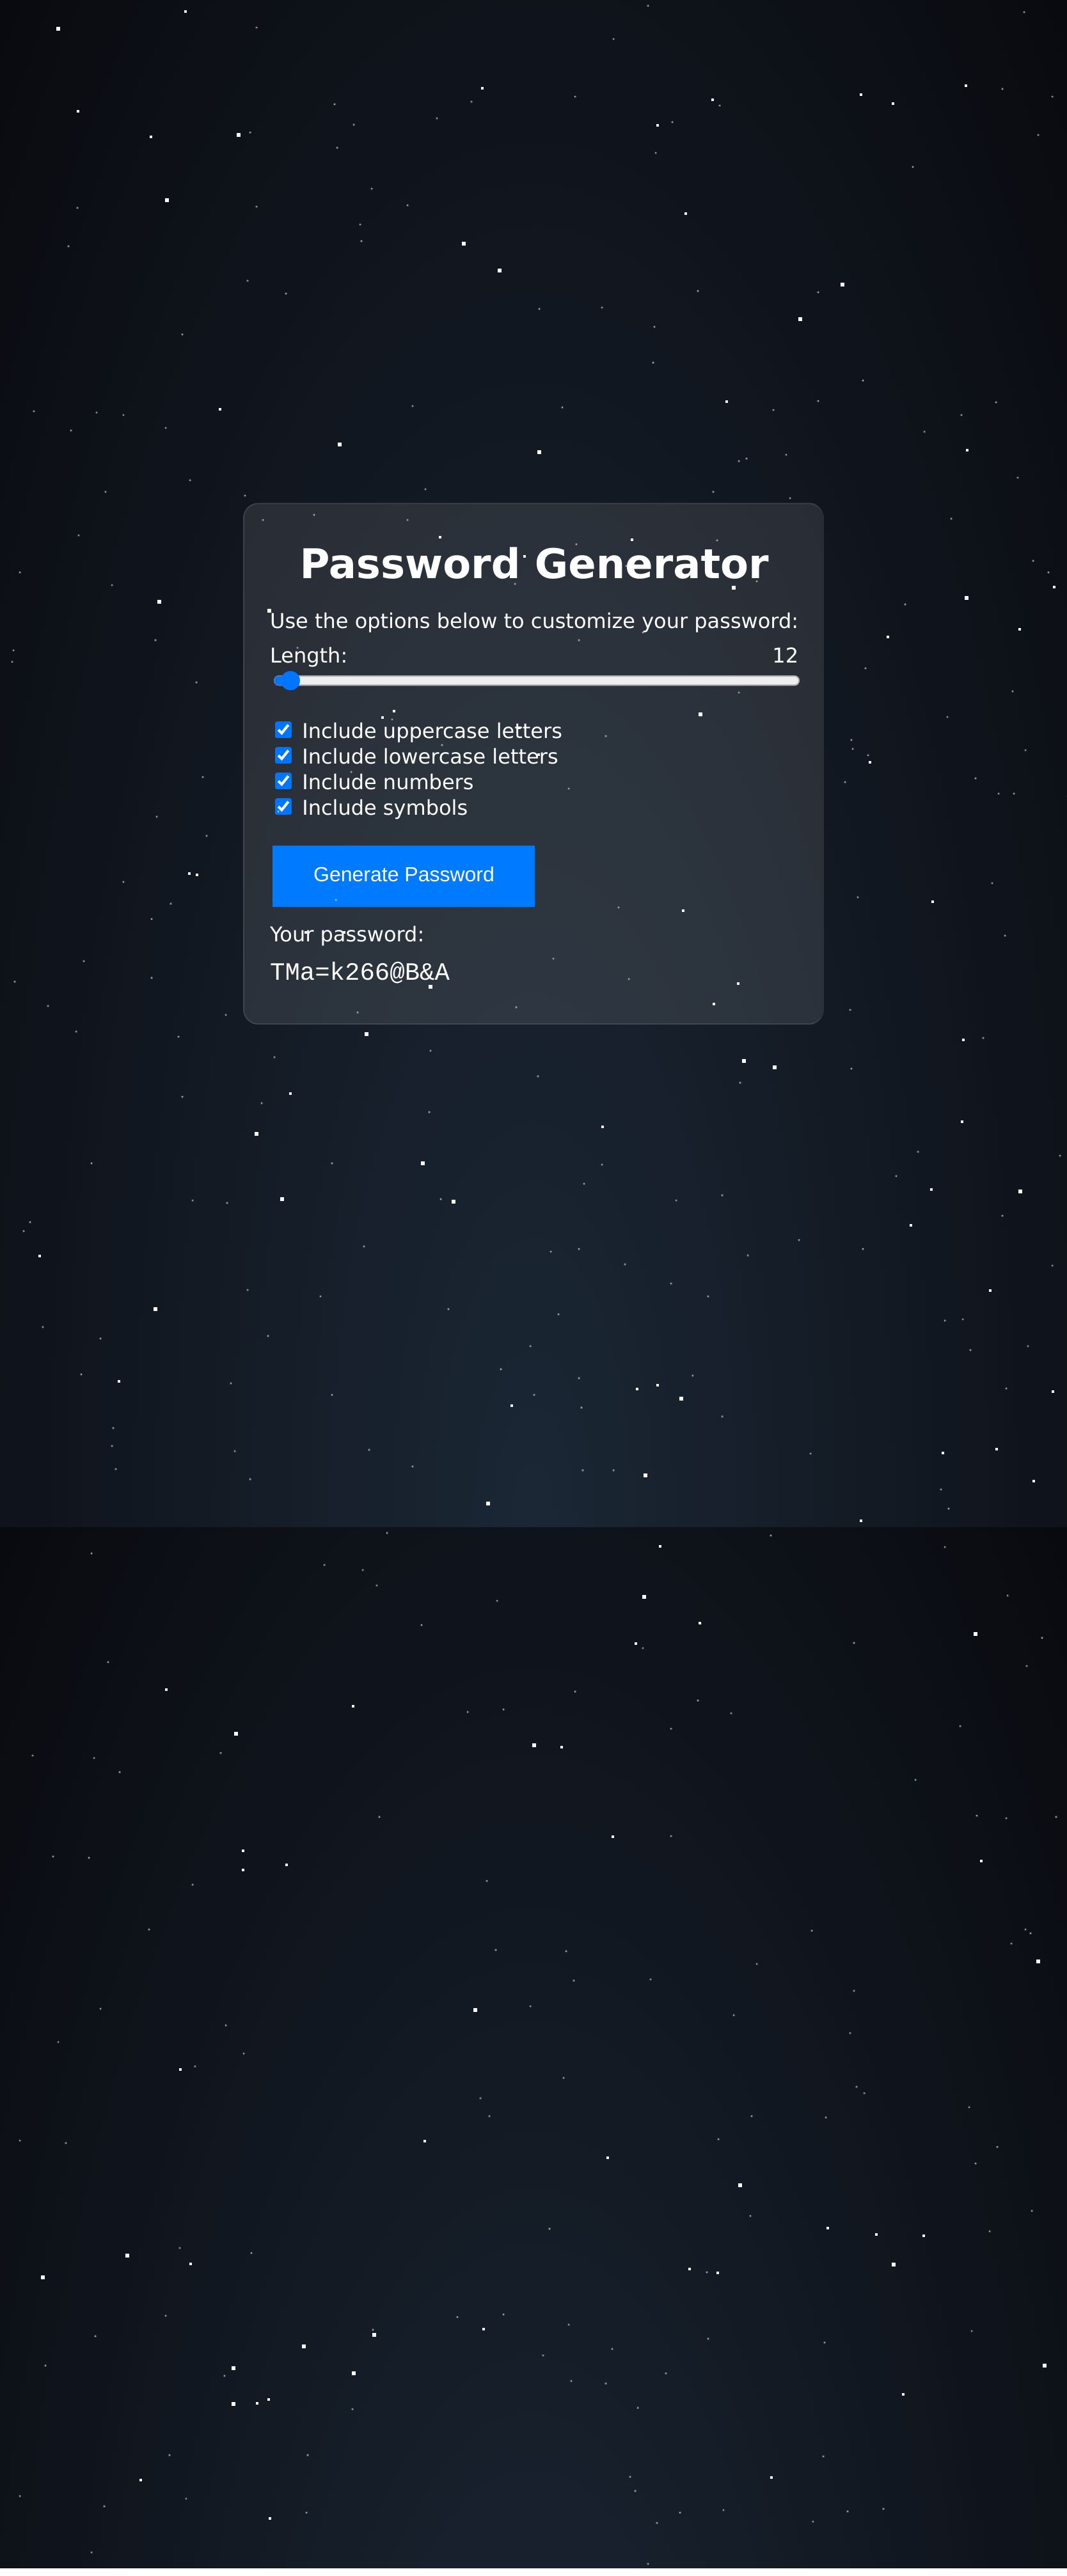 Password Generator
Use the options below to customize your password:
Length: 12
Include uppercase letters
Include lowercase letters
Include numbers
Include symbols
Generate Password
Your password:
TMa=k266@B&A